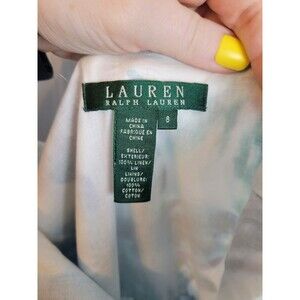 LAUREN
RALPH LAUREN
MADE IN
CHINA
FABRIQUÉ EN
CHINE
8
SHELL/
EXTERIEUR:
100% LINEN/
LIN
LINING/
DOUBLURE:
100%
COTTON/
COTON